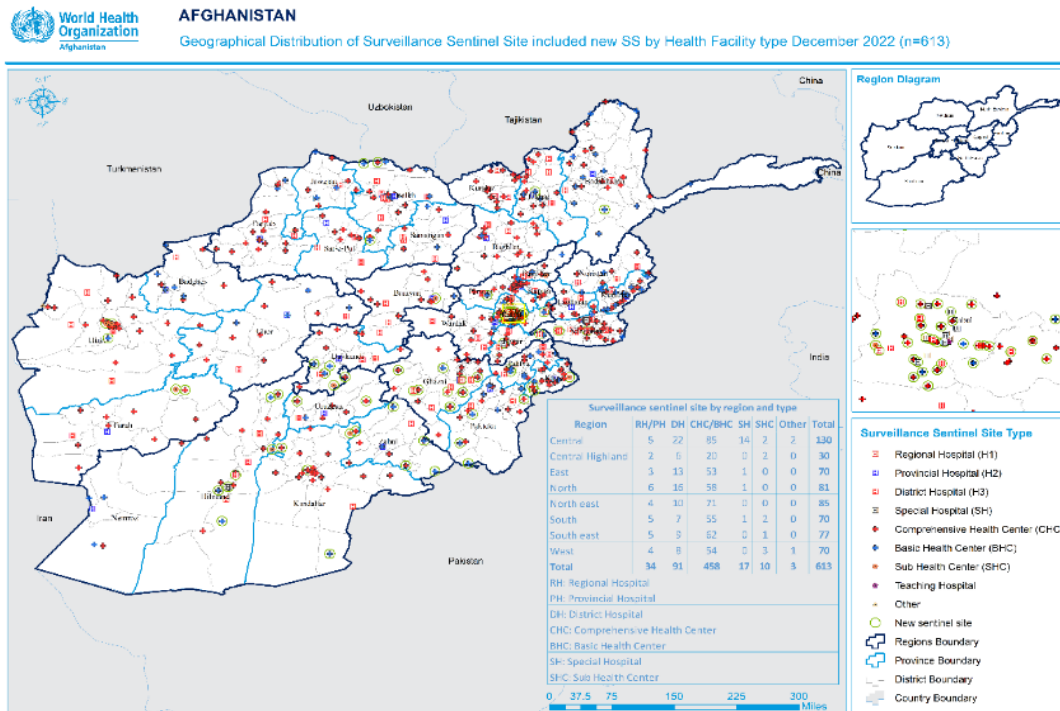 World Health
Organization
Afghanistan
AFGHANISTAN
Geographical Distribution of Surveillance Sentinel Site included new SS by Health Facility type December 2022 (n=613)
China
Uzbekistan
Tajikistan
Turkmenistan
China
Iran
Pakistan
India
Badghis
Ghor
Farah
Ghazni
Wardak
Samangan
Paktika
Kandahar
Surveillance sentinel site by region and type
Region RH/PH DH CHC/BHC SH SHC Other Total
Central 5 22 85 14 2 2 130
Central Highland 2 6 20 0 2 0 30
East 3 13 53 1 0 0 70
North 6 16 58 1 0 0 81
North east 4 10 71 0 0 0 85
South 5 7 55 1 2 0 70
South east 5 9 62 0 1 0 77
West 4 8 54 0 3 1 70
Total 34 91 458 17 10 3 613
RH: Regional Hospital
PH: Provincial Hospital
DH: District Hospital
CHC: Comprehensive Health Center
BHC: Basic Health Center
SH: Special Hospital
SHC: Sub Health Center
0 37.5 75 150 225 300
Miles
Region Diagram
Surveillance Sentinel Site Type
Regional Hospital (H1)
Provincial Hospital (H2)
District Hospital (H3)
Special Hospital (SH)
Comprehensive Health Center (CHC
Basic Health Center (BHC)
Sub Health Center (SHC)
Teaching Hospital
Other
New sentinel site
Regions Boundary
Province Boundary
District Boundary
Country Boundary